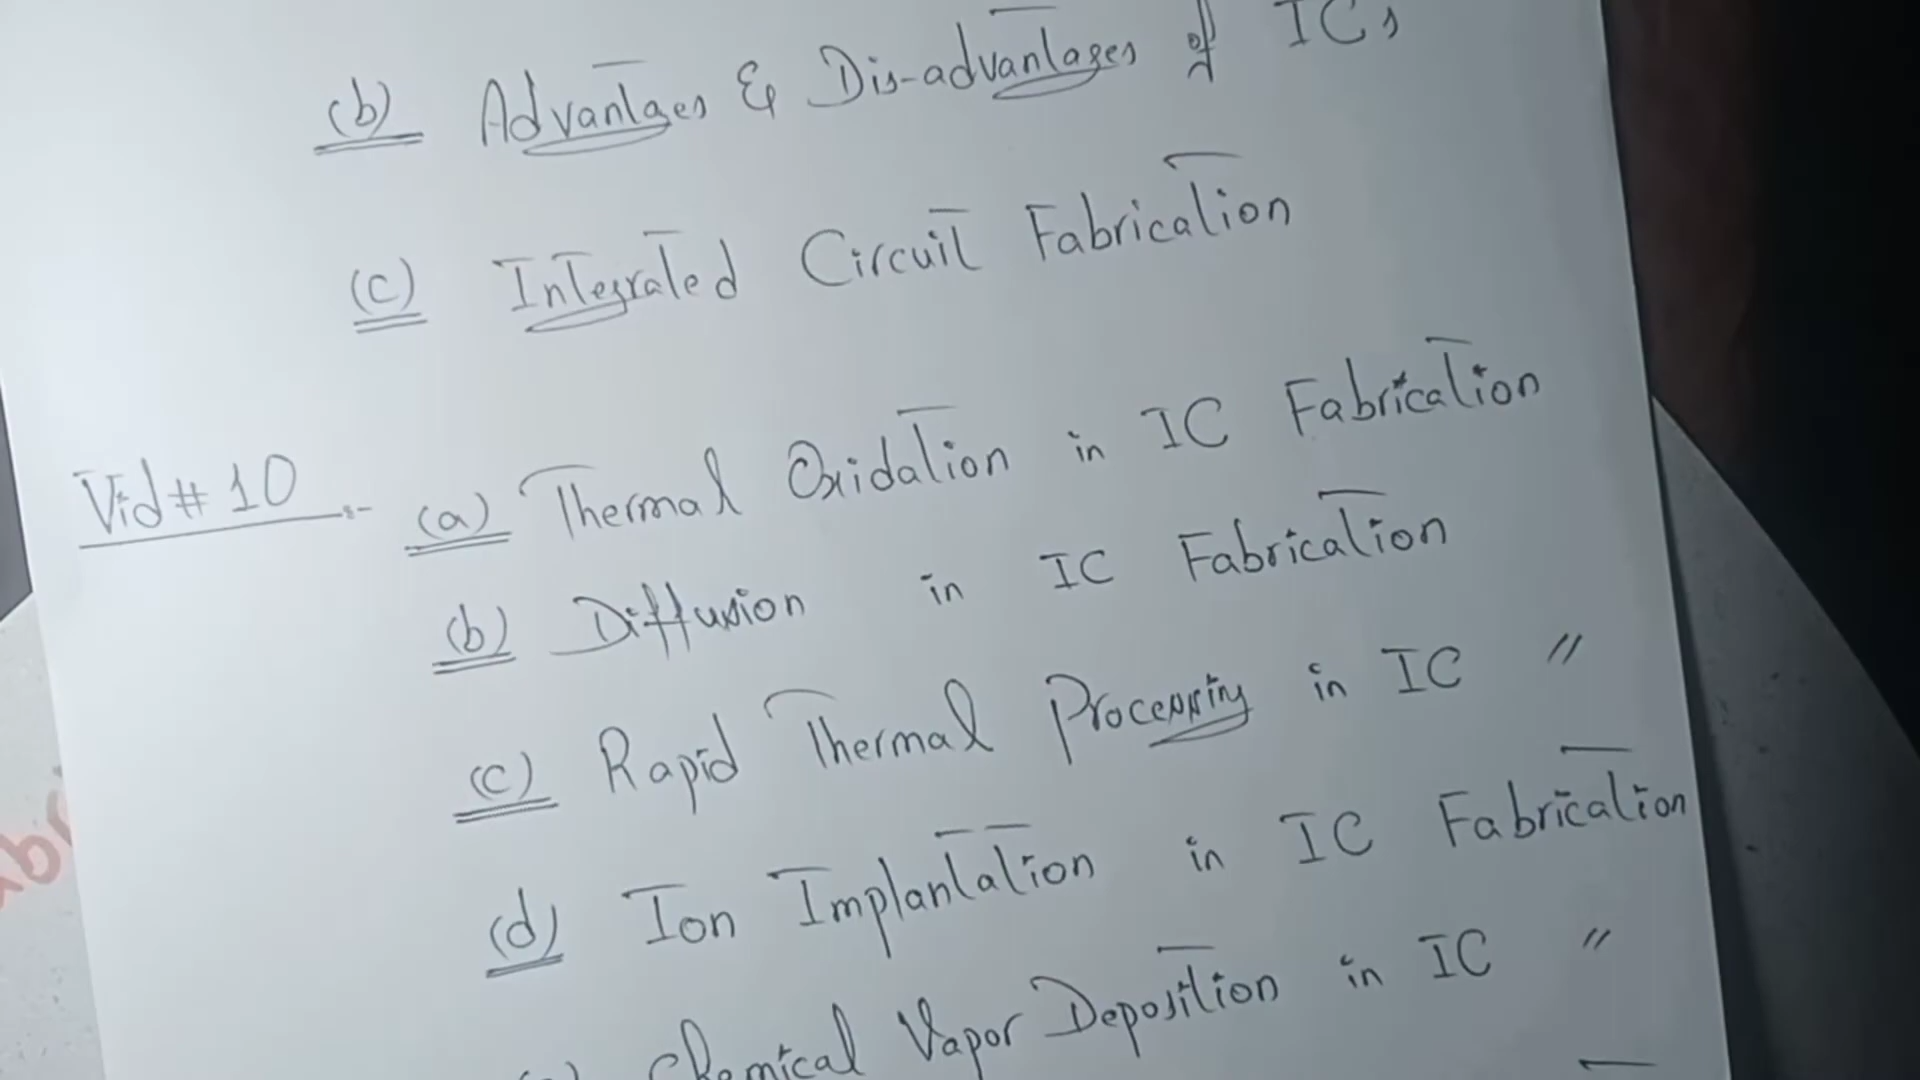 (b) Advantaes & Dis-advantages of ICs
(c) Integrated Circuit Fabrication
Vid# 10 :- (a) Thermal Oxidation in IC Fabrication
(b) Diffusion in IC Fabrication
(c) Rapid Thermal Processing in IC "
(d) Ion Implantation in IC Fabrication
Chemical Vapor Deposition in IC "